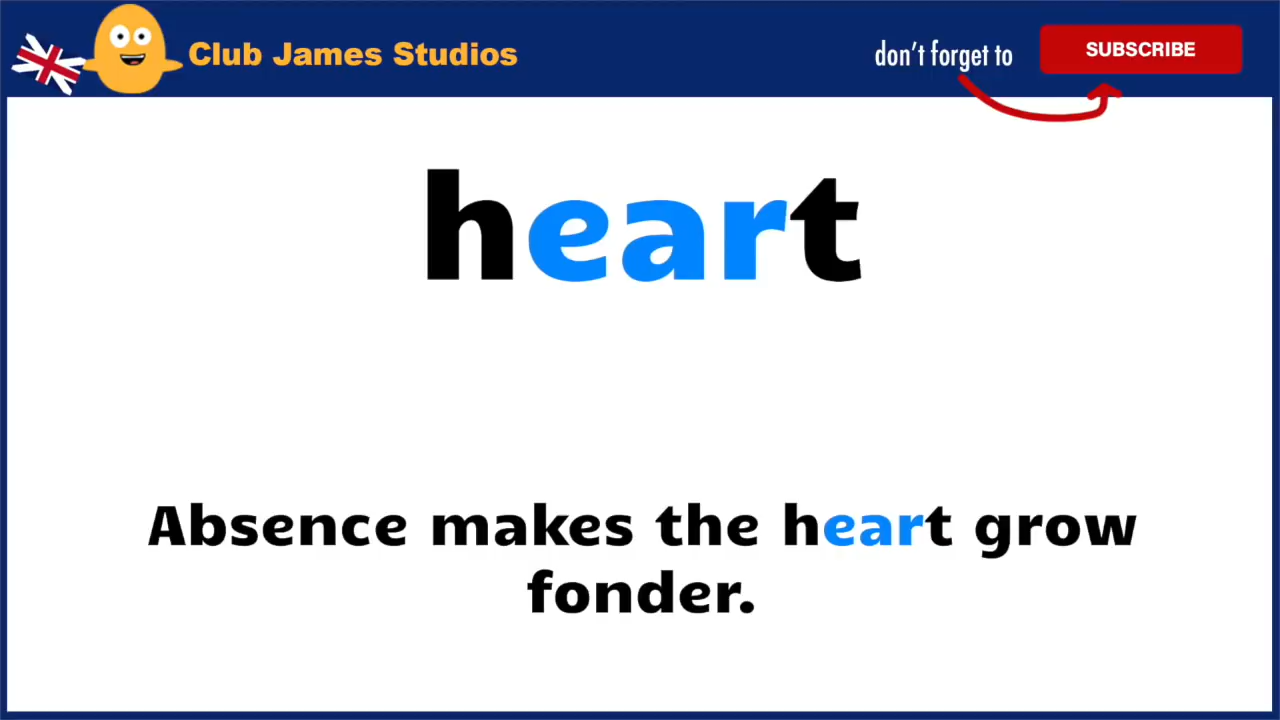 Club James Studios
don't forget to
SUBSCRIBE
heart
Absence makes the heart grow
fonder.